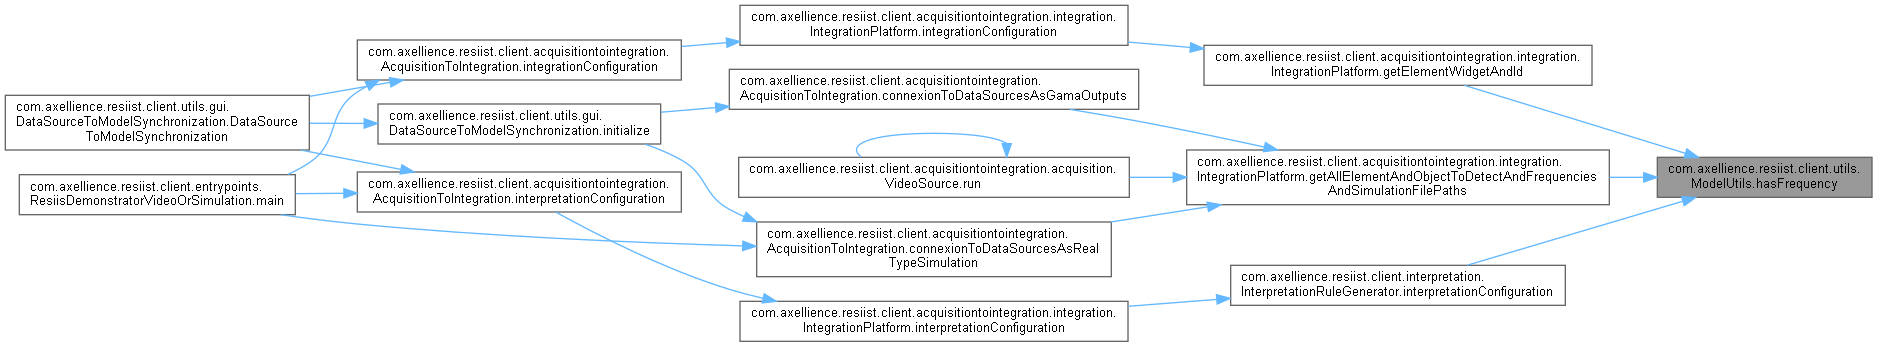 com.axellience.resiist.client.acquisitiontointegration.integration.
IntegrationPlatform.integrationConfiguration
com.axellience.resiist.client.acquisitiontointegration.
AcquisitionToIntegration.integrationConfiguration
com.axellience.resiist.client.acquisitiontointegration.integration.
IntegrationPlatform.getElementWidgetAndId
com.axellience.resiist.client.acquisitiontointegration.
AcquisitionToIntegration.connexionToDataSourcesAsGamaOutputs
com.axellience.resiist.client.utils.gui.
DataSourceToModelSynchronization.DataSource
ToModelSynchronization
com.axellience.resiist.client.utils.gui.
DataSourceToModelSynchronization.initialize
com.axellience.resiist.client.acquisitiontointegration.acquisition.
VideoSource.run
com.axellience.resiist.client.acquisitiontointegration.integration.
IntegrationPlatform.getAllElementAndObjectToDetectAndFrequencies
AndSimulationFilePaths
com.axellience.resiist.client.utils.
ModelUtils.hasFrequency
com.axellience.resiist.client.entrypoints.
ResiisDemonstratorVideoOrSimulation.main
com.axellience.resiist.client.acquisitiontointegration.
AcquisitionToIntegration.interpretationConfiguration
com.axellience.resiist.client.acquisitiontointegration.
AcquisitionToIntegration.connexionToDataSourcesAsReal
TypeSimulation
com.axellience.resiist.client.interpretation.
InterpretationRuleGenerator.interpretationConfiguration
com.axellience.resiist.client.acquisitiontointegration.integration.
IntegrationPlatform.interpretationConfiguration